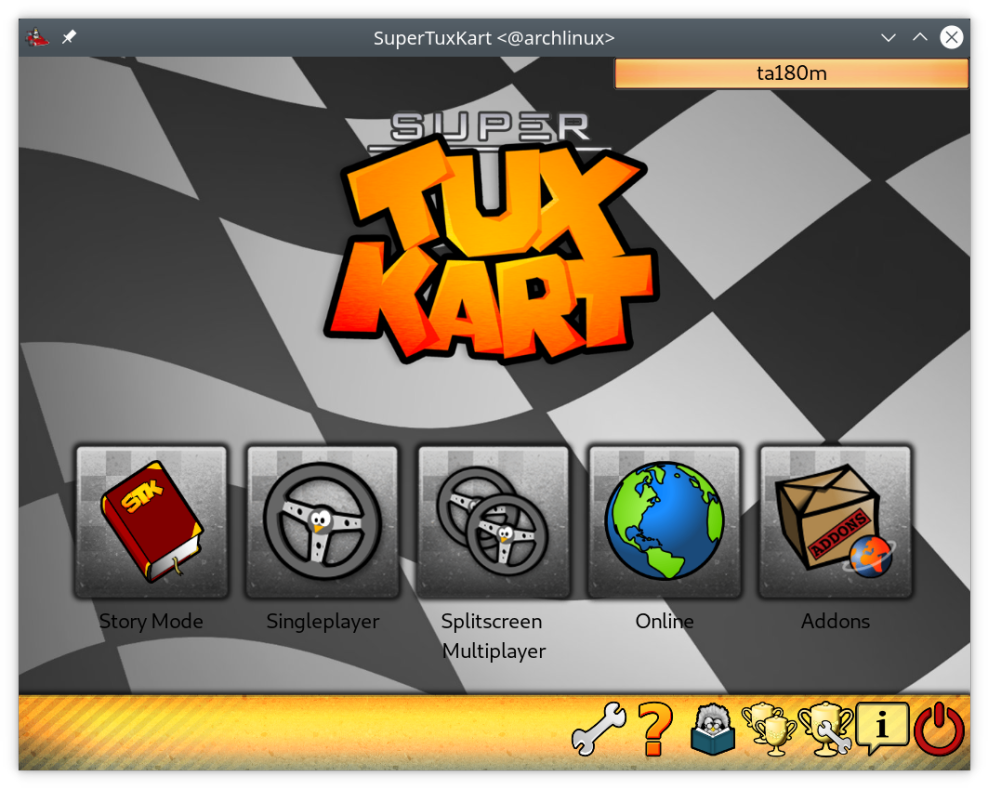 SuperTuxKart <@archlinux>
ta180m
SUPER
TUX
KART
STK
ADDONS
Story Mode
Singleplayer
Splitscreen
Multiplayer
Online
Addons
?
i